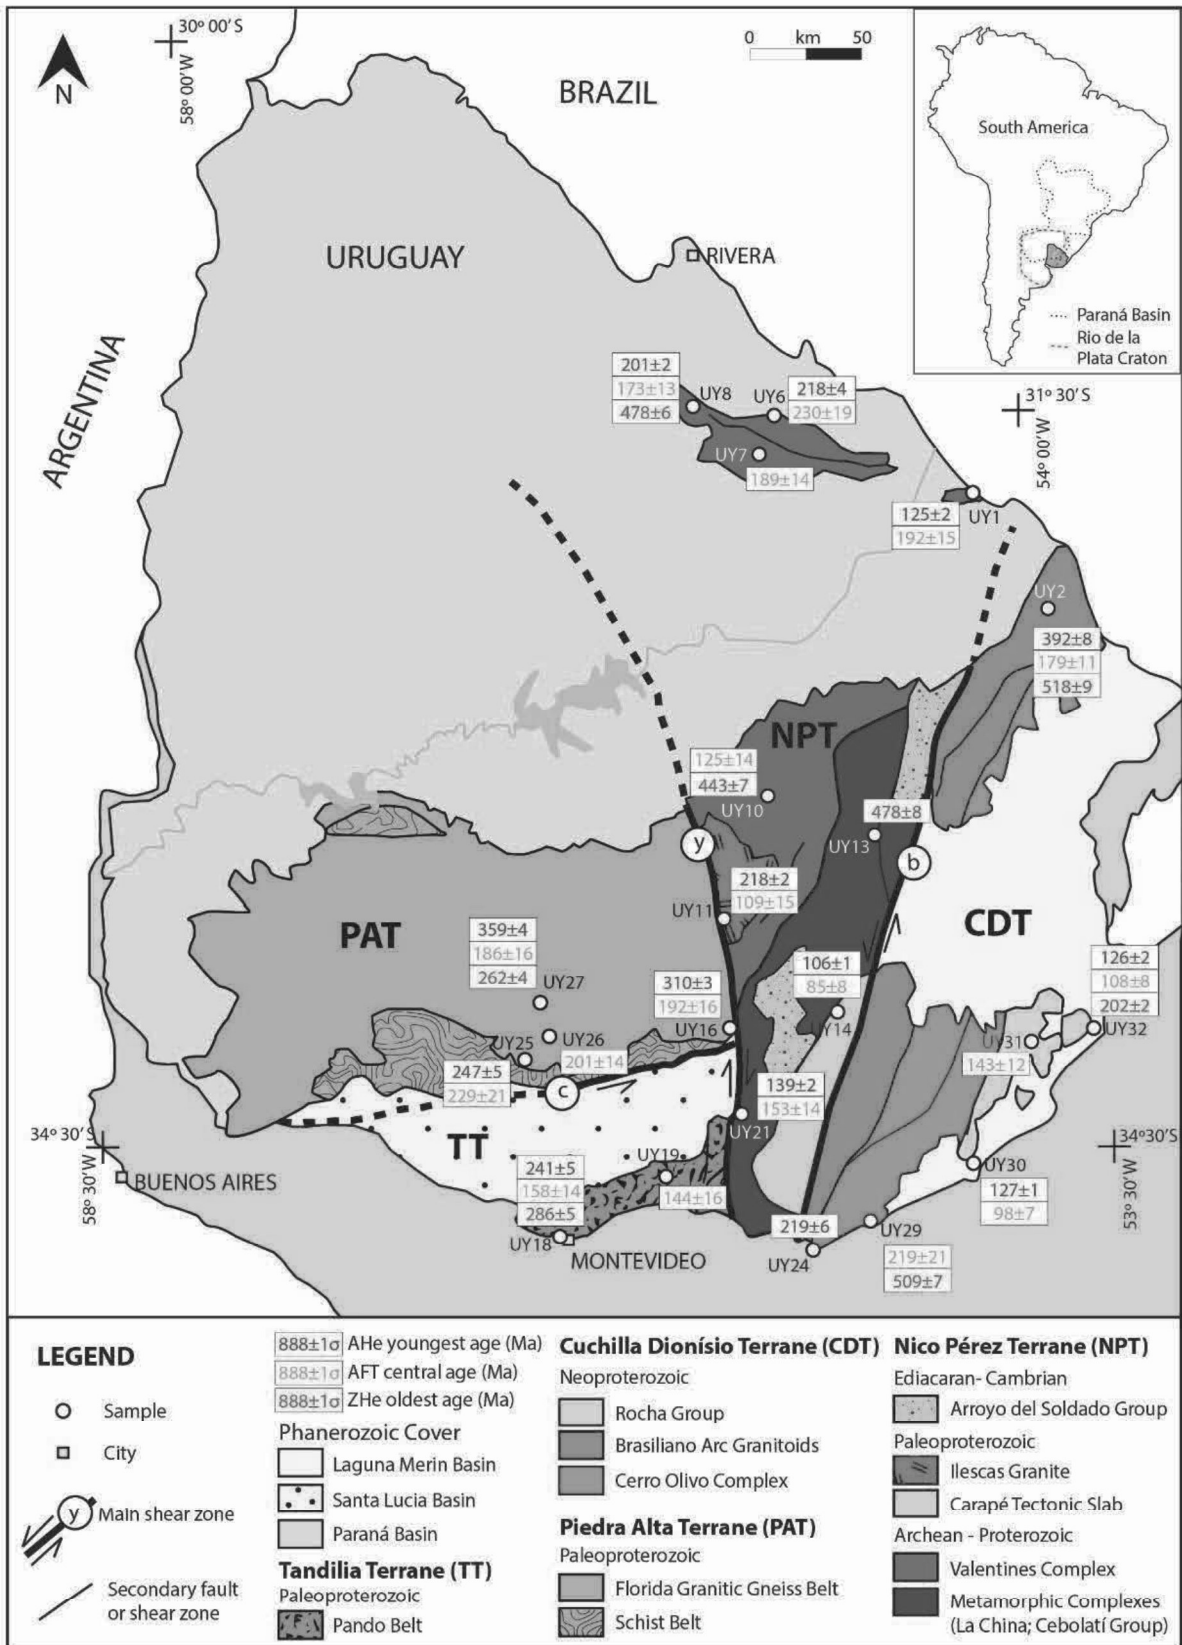 30º 00'S
58º 00'W
N
0 km 50
BRAZIL
South America
Paraná Basin
Rio de la
Plata Craton
URUGUAY
RIVERA
ARGENTINA
201±2
173±13
478±6
UY8
UY6
218±4
230±19
UY7
189±14
31º 30'S
54º 00'W
125±2
192±15
UY1
UY2
392±8
179±11
518±9
NPT
125±14
443±7
UY10
478±8
UY13
y
b
218±2
109±15
UY11
CDT
PAT
359±4
186±16
262±4
UY27
310±3
192±16
UY16
106±1
85±8
UY14
126±2
108±8
202±2
UY32
UY31
143±12
UY25
UY26
201±14
247±5
229±21
c
139±2
153±14
UY21
34º 30'S
58º 30'W
BUENOS AIRES
TT
241±5
158±14
286±5
UY18
UY19
144±16
MONTEVIDEO
219±6
UY24
UY29
219±21
509±7
UY30
127±1
98±7
34º30'S
53º 30'W
LEGEND
Sample
City
y
Main shear zone
Secondary fault
or shear zone
888±1σ AHe youngest age (Ma)
888±1σ AFT central age (Ma)
888±1σ ZHe oldest age (Ma)
Phanerozoic Cover
Laguna Merin Basin
Santa Lucia Basin
Paraná Basin
Tandilia Terrane (TT)
Paleoproterozoic
Pando Belt
Cuchilla Dionísio Terrane (CDT)
Neoproterozoic
Rocha Group
Brasiliano Arc Granitoids
Cerro Olivo Complex
Piedra Alta Terrane (PAT)
Paleoproterozoic
Florida Granitic Gneiss Belt
Schist Belt
Nico Pérez Terrane (NPT)
Ediacaran- Cambrian
Arroyo del Soldado Group
Paleoproterozoic
Ilescas Granite
Carapé Tectonic Slab
Archean - Proterozoic
Valentines Complex
Metamorphic Complexes
(La China; Cebolatí Group)